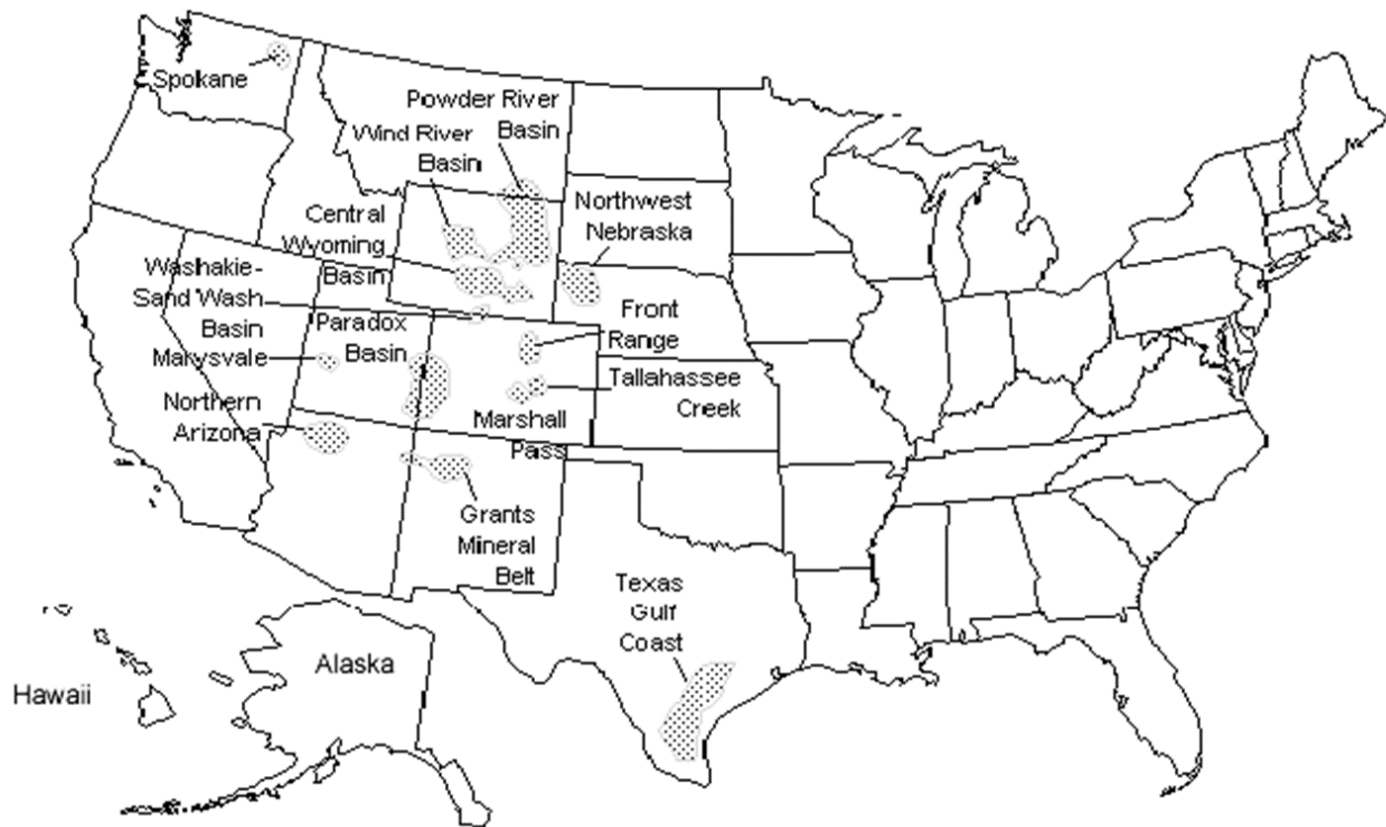 Spokane
Powder River
Basin
Wind River
Basin
Northwest
Nebraska
Central
Wyoming
Basin
Washakie-
Sand Wash
Basin
Paradox
Basin
Front
Range
Marysvale
Tallahassee
Creek
Northern
Arizona
Marshall
Pass
Grants
Mineral
Belt
Texas
Gulf
Coast
Alaska
Hawaii